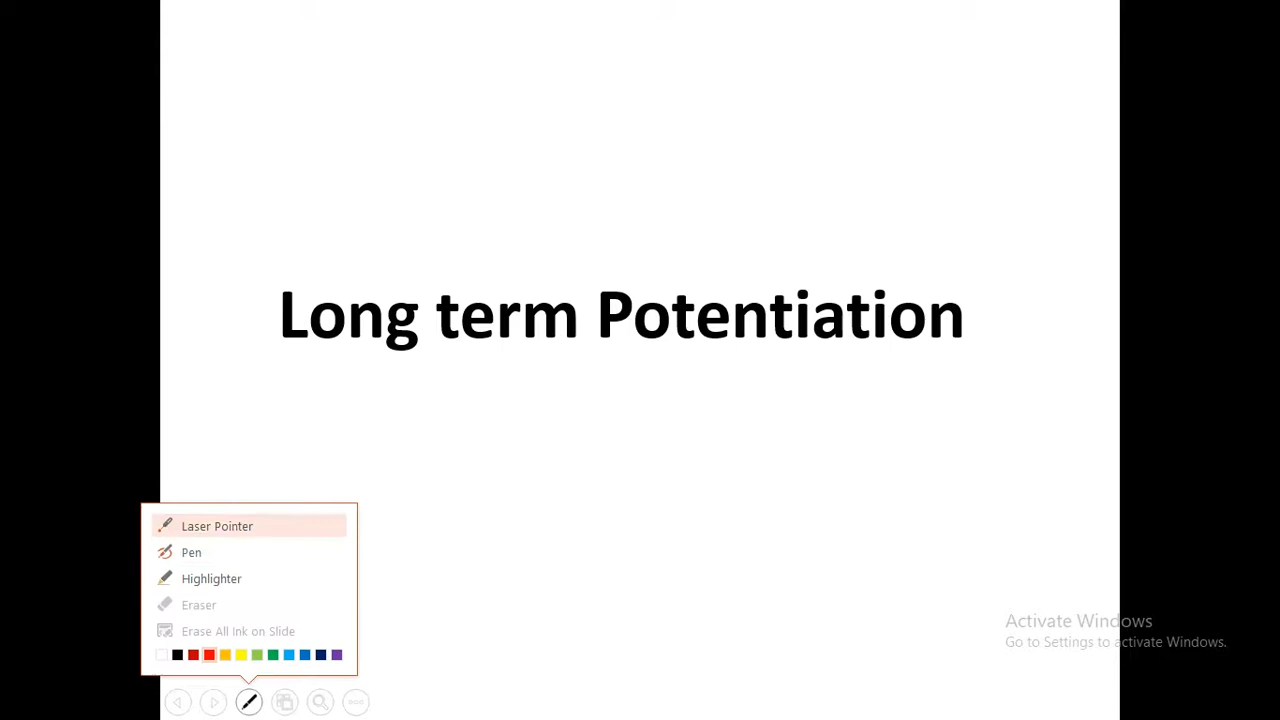 Long term Potentiation
Laser Pointer
Pen
Highlighter
Eraser
Erase All Ink on Slide
Activate Windows
Go to Settings to activate Windows.